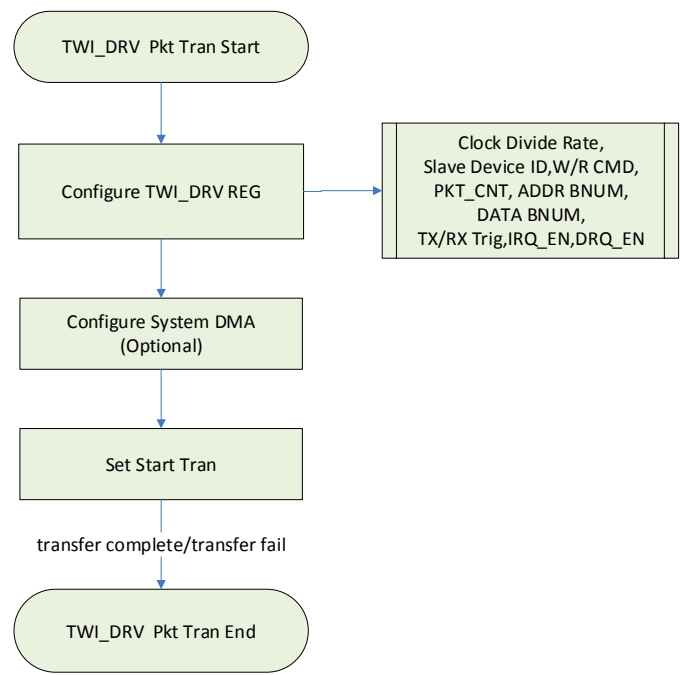 TWI_DRV Pkt Tran Start
Configure TWI_DRV REG
Clock Divide Rate,
Slave Device ID,W/R CMD,
PKT_CNT, ADDR BNUM,
DATA BNUM,
TX/RX Trig,IRQ_EN,DRQ_EN
Configure System DMA
(Optional)
Set Start Tran
transfer complete/transfer fail
TWI_DRV Pkt Tran End